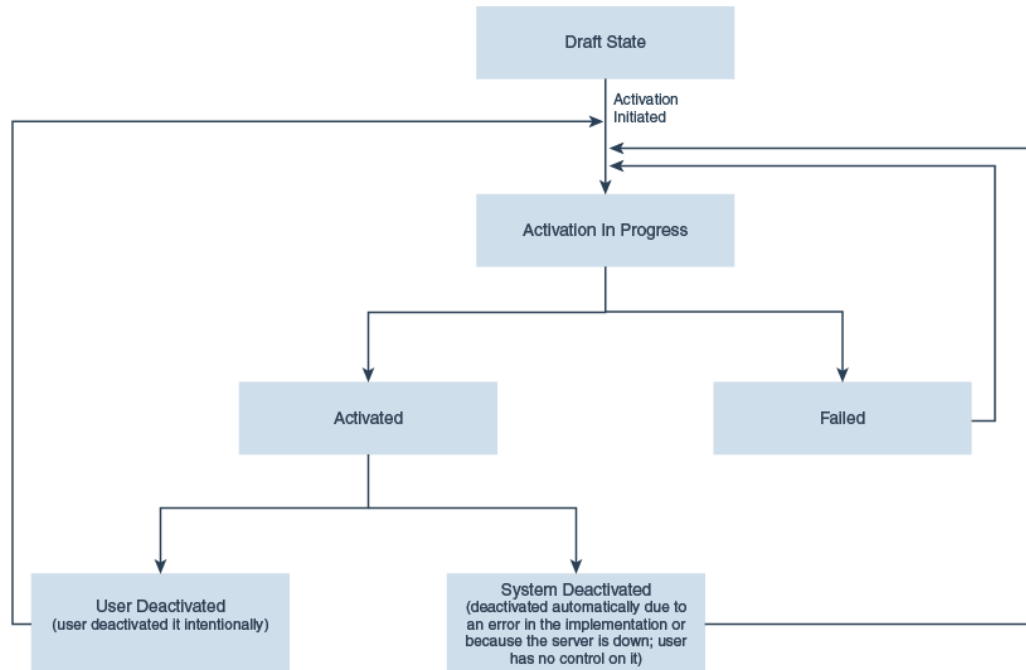 Draft State
Activation
Initiated
Activation In Progress
Activated
Failed
User Deactivated
(user deactivated it intentionally)
System Deactivated
(deactivated automatically due to
an error in the implementation or
because the server is down; user
has no control on it)